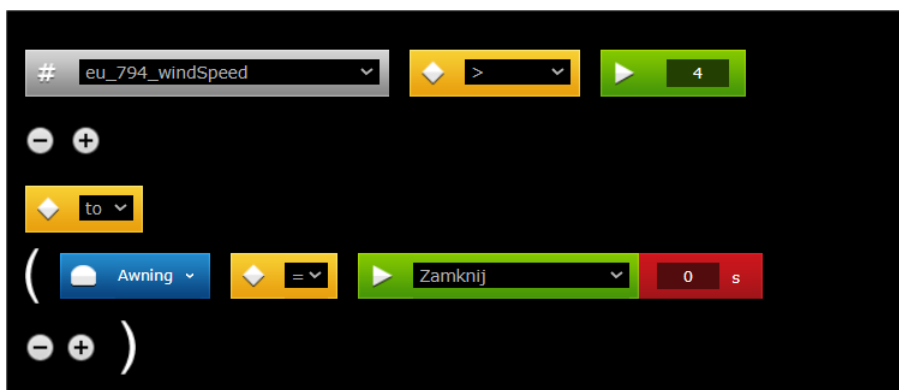 # eu_794_windSpeed > 4
to
( Awning = Zamknij 0 s
)